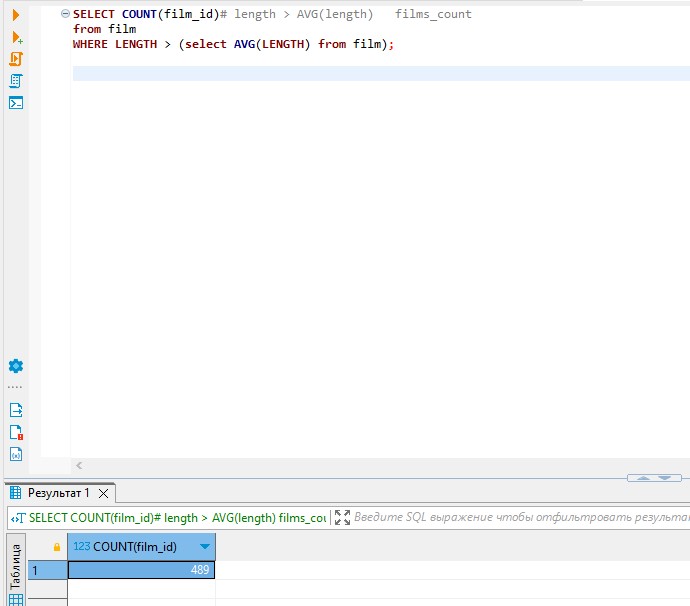 SELECT COUNT(film_id)# length > AVG(length)   films_count
from film
WHERE LENGTH > (select AVG(LENGTH) from film);
Результат 1
SELECT COUNT(film_id)# length > AVG(length) films_cou
Введите SQL выражение чтобы отфильтровать результа
Таблица
123 COUNT(film_id)
1 489